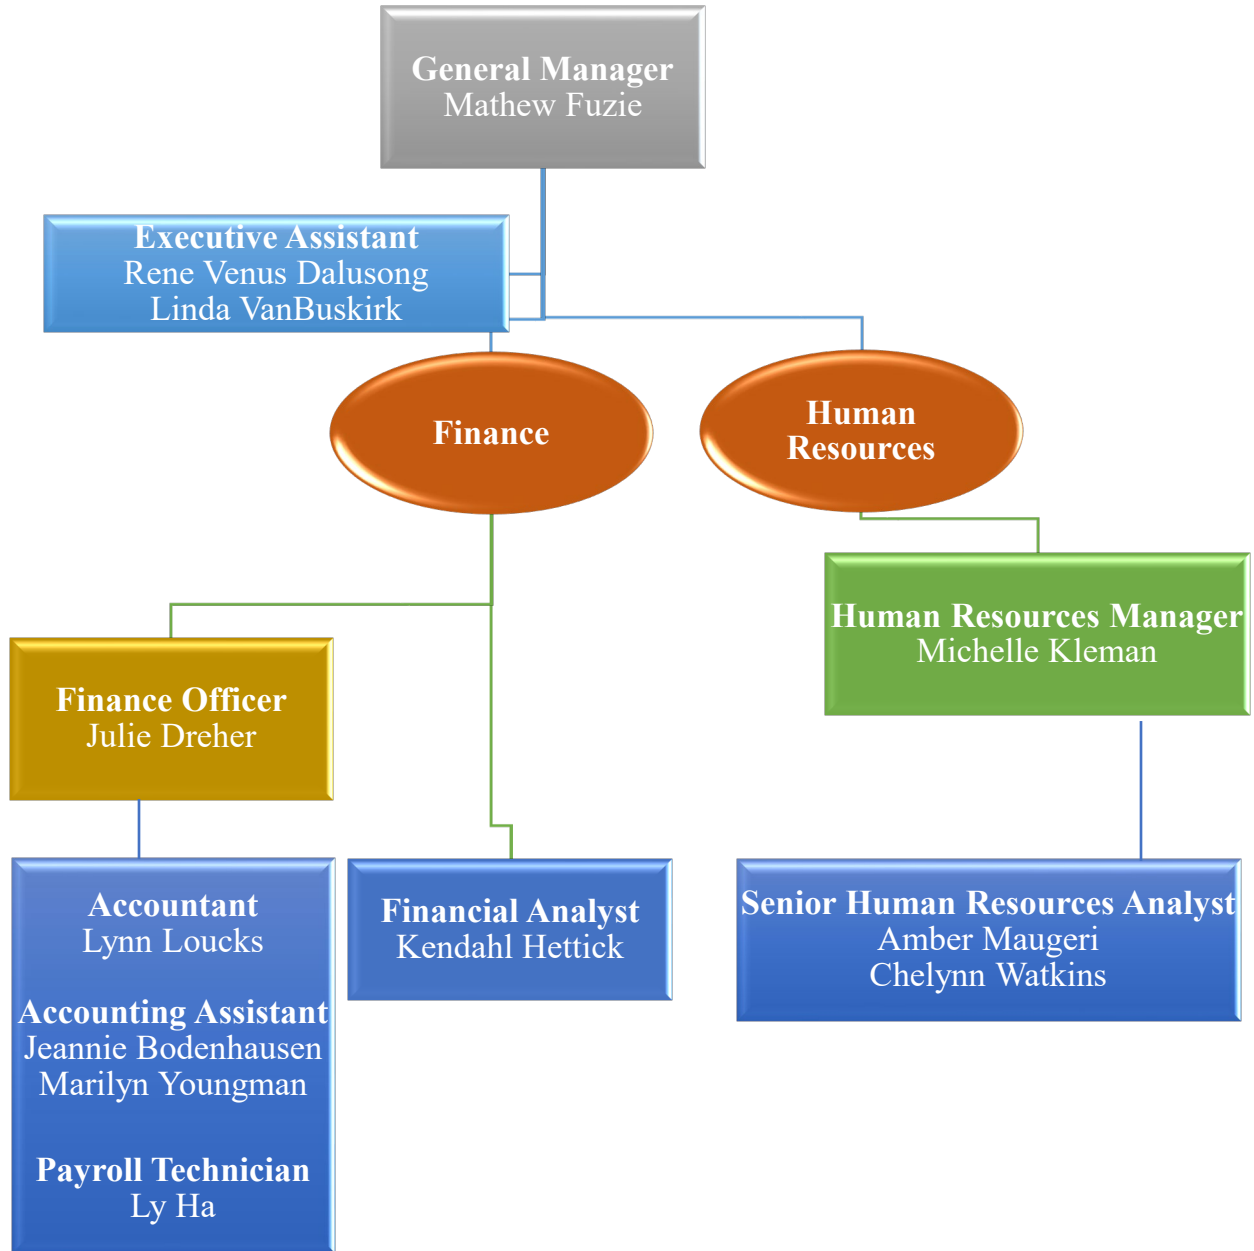 General Manager
Mathew Fuzie
Executive Assistant
Rene Venus Dalusong
Linda VanBuskirk
Finance
Human
Resources
Human Resources Manager
Michelle Kleman
Finance Officer
Julie Dreher
Accountant
Lynn Loucks
Accounting Assistant
Jeannie Bodenhausen
Marilyn Youngman
Payroll Technician
Ly Ha
Financial Analyst
Kendahl Hettick
Senior Human Resources Analyst
Amber Maugeri
Chelynn Watkins